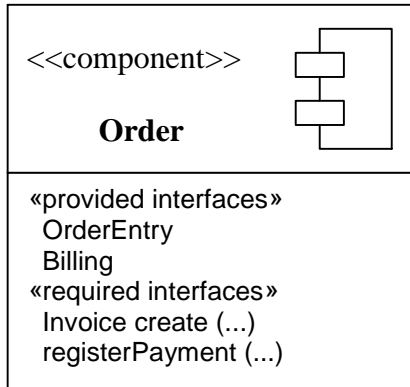 <<component>>
Order
«provided interfaces»
OrderEntry
Billing
«required interfaces»
Invoice create (...)
registerPayment (...)